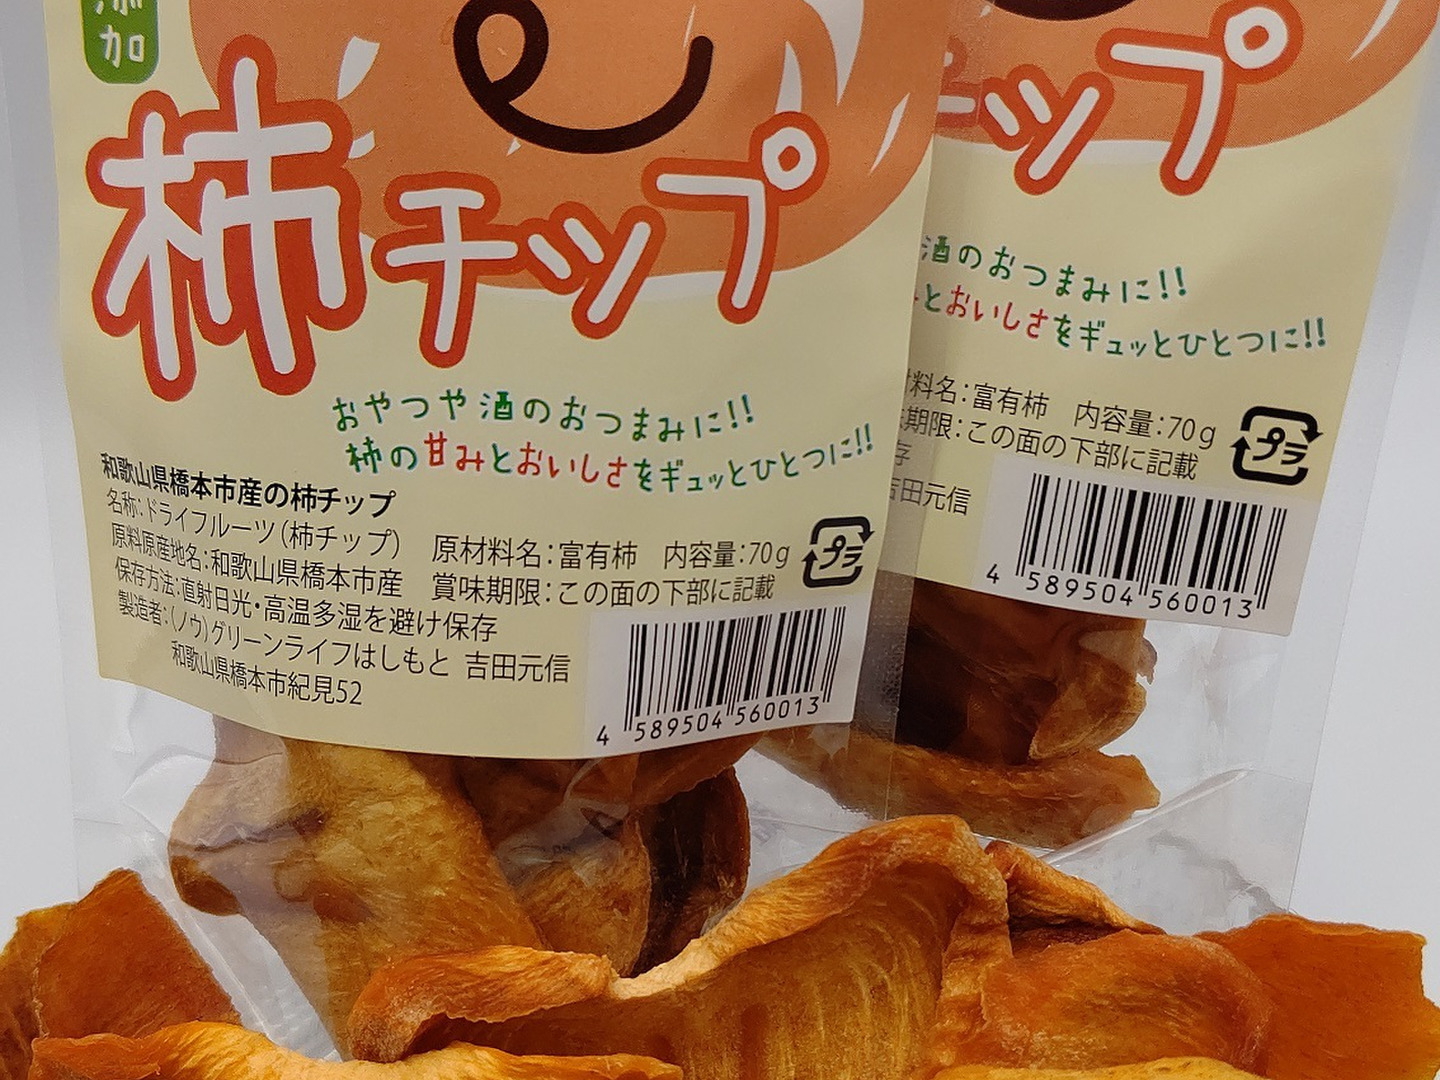 添加
柿チップ
おやつや酒のおつまみに!!
柿の甘みとおいしさをギュッとひとつに!!
和歌山県橋本市産の柿チップ
名称:ドライフルーツ(柿チップ) 原材料名:富有柿 内容量:70g
原料原産地名:和歌山県橋本市産 賞味期限:この面の下部に記載
保存方法:直射日光・高温多湿を避け保存
製造者:(ノウ)グリーンライフはしもと 吉田元信
和歌山県橋本市紀見52
プラ
4 589504 560013
チップ
酒のおつまみに!!
とおいしさをギュッとひとつに!!
材料名:富有柿 内容量:70g
期限:この面の下部に記載
存
吉田元信
プラ
4 589504 560013